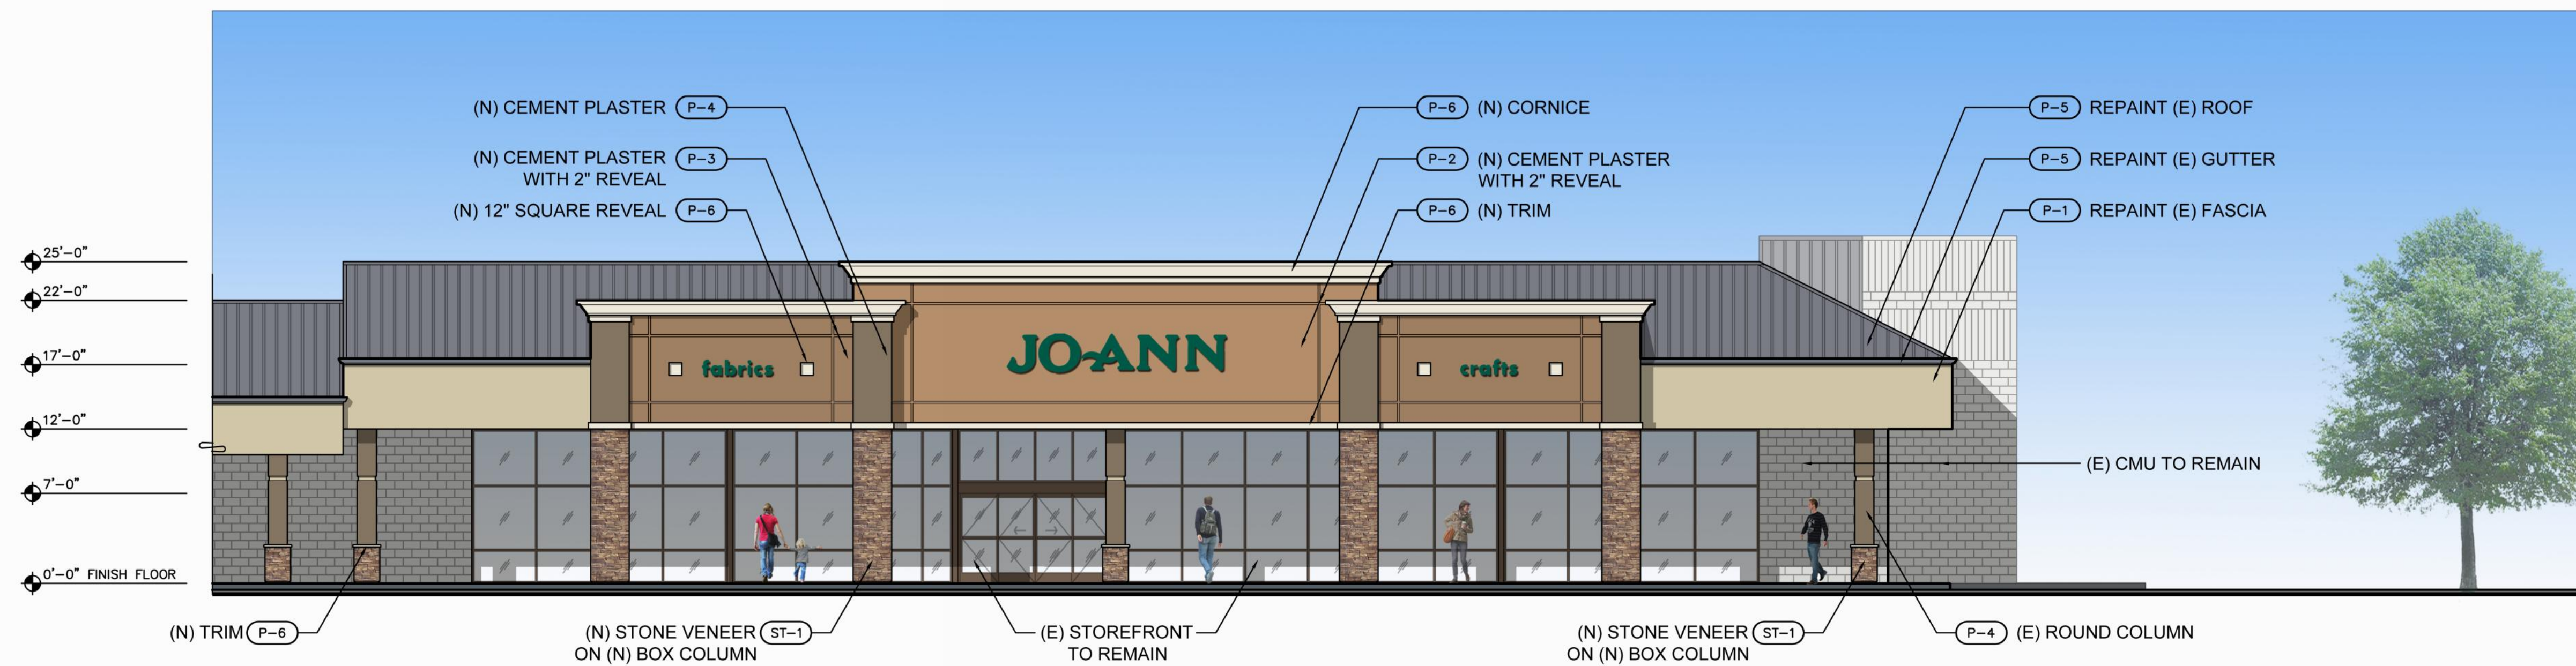 (N) CEMENT PLASTER P-4
P-6 (N) CORNICE
P-5 REPAINT (E) ROOF
(N) CEMENT PLASTER P-3
WITH 2" REVEAL
P-2 (N) CEMENT PLASTER
WITH 2" REVEAL
P-5 REPAINT (E) GUTTER
(N) 12" SQUARE REVEAL P-6
P-6 (N) TRIM
P-1 REPAINT (E) FASCIA
25'-0"
22'-0"
17'-0"
12'-0"
7'-0"
0'-0" FINISH FLOOR
fabrics
JO-ANN
crafts
(E) CMU TO REMAIN
(N) TRIM P-6
(N) STONE VENEER ST-1
ON (N) BOX COLUMN
(E) STOREFRONT
TO REMAIN
(N) STONE VENEER ST-1
ON (N) BOX COLUMN
P-4 (E) ROUND COLUMN